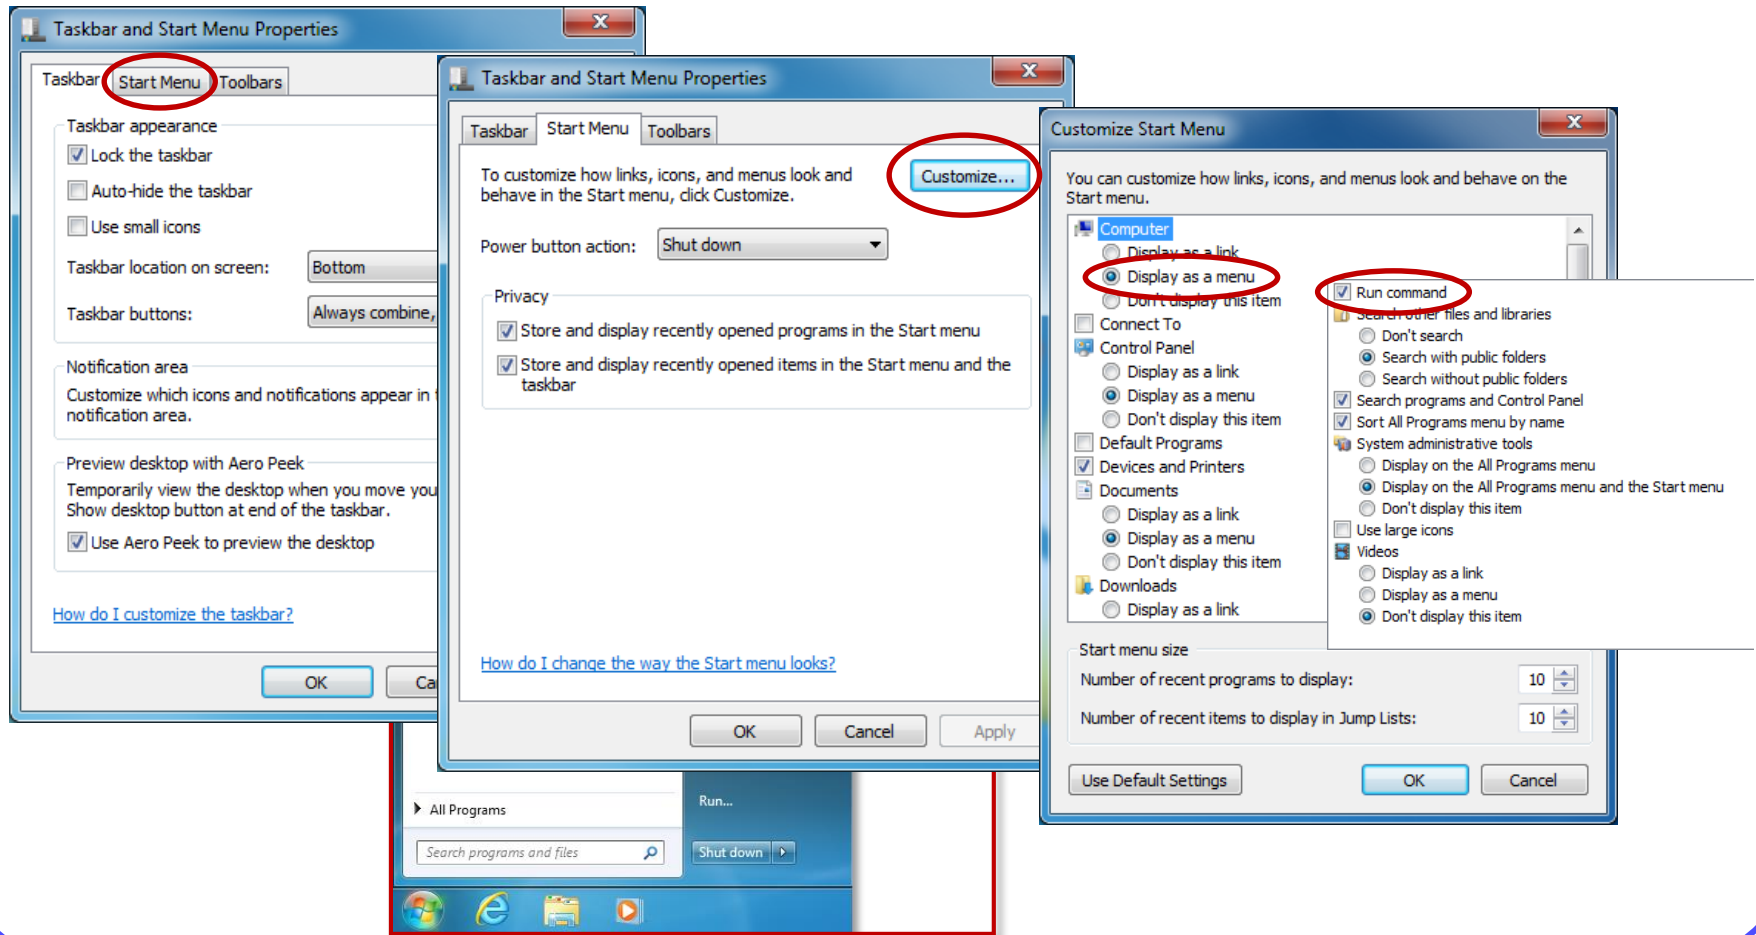 Taskbar and Start Menu Properties
Taskbar
Start Menu
Toolbars
Taskbar appearance
Lock the taskbar
Auto-hide the taskbar
Use small icons
Taskbar location on screen:
Bottom
Taskbar buttons:
Always combine,
Notification area
Customize which icons and notifications appear in
notification area.
Preview desktop with Aero Peek
Temporarily view the desktop when you move you
Show desktop button at end of the taskbar.
Use Aero Peek to preview the desktop
How do I customize the taskbar?
OK
Ca
Taskbar and Start Menu Properties
Taskbar
Start Menu
Toolbars
To customize how links, icons, and menus look and
behave in the Start menu, click Customize.
Customize...
Power button action:
Shut down
Privacy
Store and display recently opened programs in the Start menu
Store and display recently opened items in the Start menu and the
taskbar
How do I change the way the Start menu looks?
OK
Cancel
Apply
Customize Start Menu
You can customize how links, icons, and menus look and behave on the
Start menu.
Computer
Display as a link
Display as a menu
Don't display this item
Connect To
Control Panel
Display as a link
Display as a menu
Don't display this item
Default Programs
Devices and Printers
Documents
Display as a link
Display as a menu
Don't display this item
Downloads
Display as a link
Run command
Search other files and libraries
Don't search
Search with public folders
Search without public folders
Search programs and Control Panel
Sort All Programs menu by name
System administrative tools
Display on the All Programs menu
Display on the All Programs menu and the Start menu
Don't display this item
Use large icons
Videos
Display as a link
Display as a menu
Don't display this item
Start menu size
Number of recent programs to display:
10
Number of recent items to display in Jump Lists:
10
Use Default Settings
OK
Cancel
All Programs
Run...
Search programs and files
Shut down